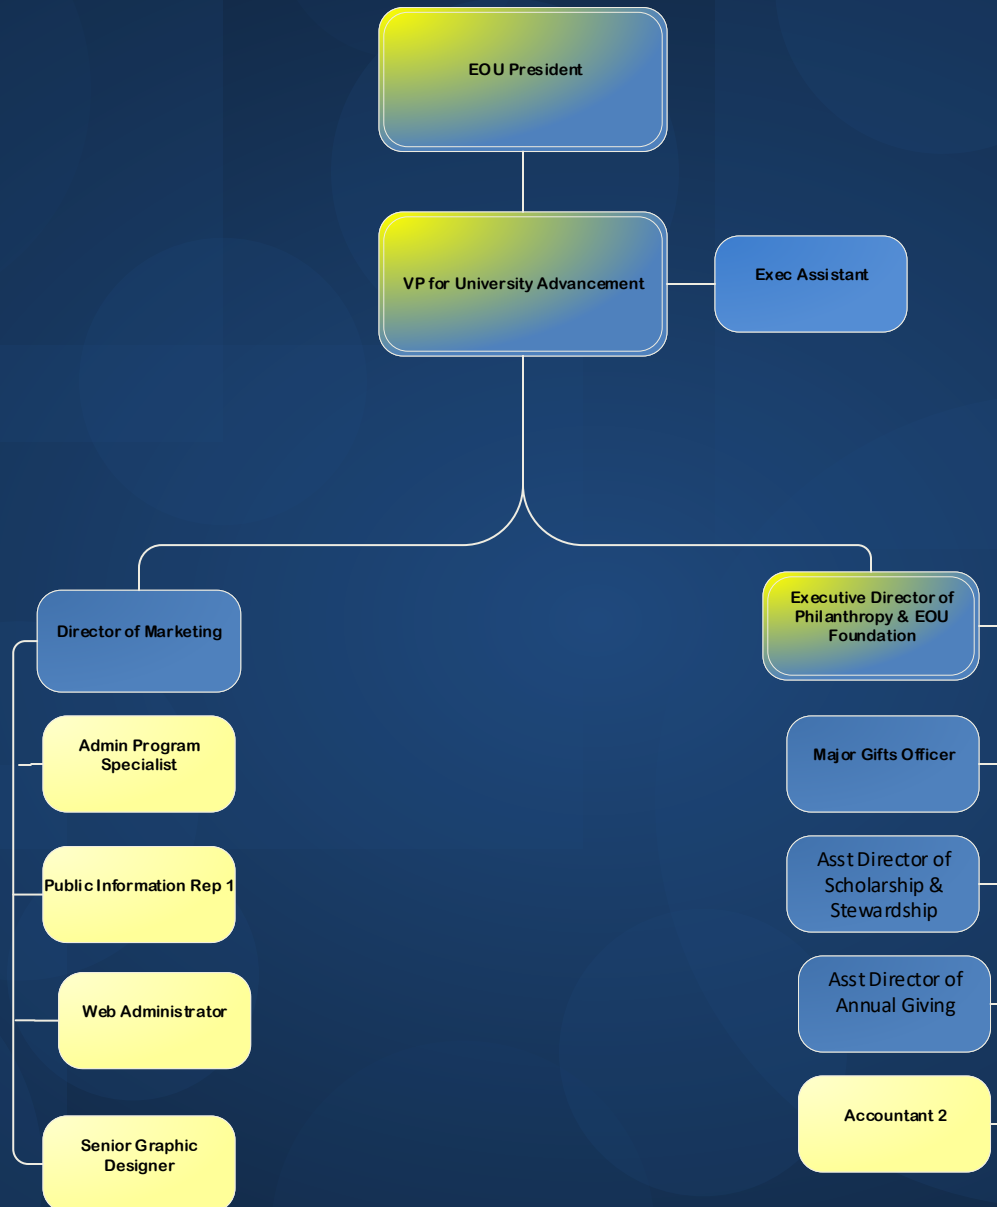 EOU President
VP for University Advancement
Exec Assistant
Director of Marketing
Admin Program
Specialist
Public Information Rep 1
Web Administrator
Senior Graphic
Designer
Executive Director of
Philanthropy & EOU
Foundation
Major Gifts Officer
Asst Director of
Scholarship &
Stewardship
Asst Director of
Annual Giving
Accountant 2